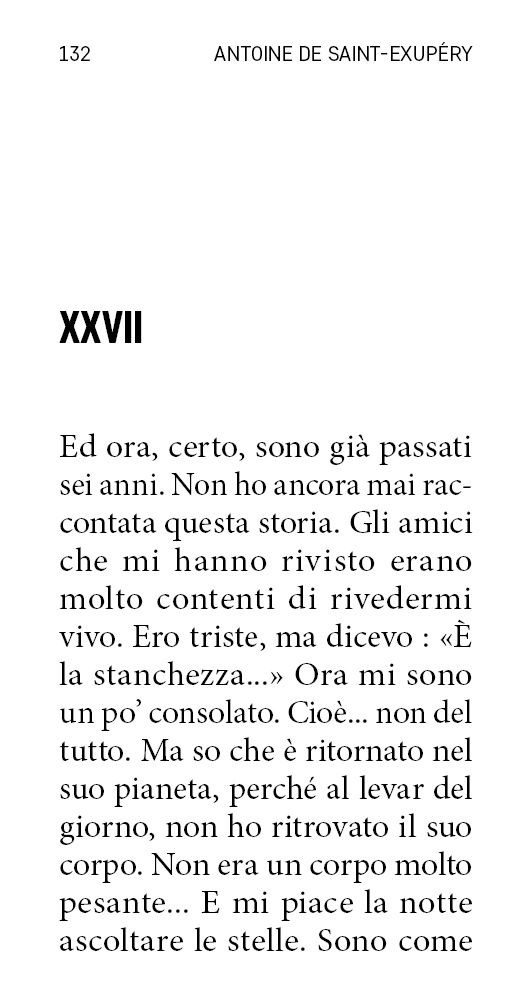 132 ANTOINE DE SAINT-EXUPÉRY
XXVII
Ed ora, certo, sono già passati
sei anni. Non ho ancora mai rac-
contata questa storia. Gli amici
che mi hanno rivisto erano
molto contenti di rivedermi
vivo. Ero triste, ma dicevo : «È
la stanchezza...» Ora mi sono
un po’ consolato. Cioè... non del
tutto. Ma so che è ritornato nel
suo pianeta, perché al levar del
giorno, non ho ritrovato il suo
corpo. Non era un corpo molto
pesante... E mi piace la notte
ascoltare le stelle. Sono come